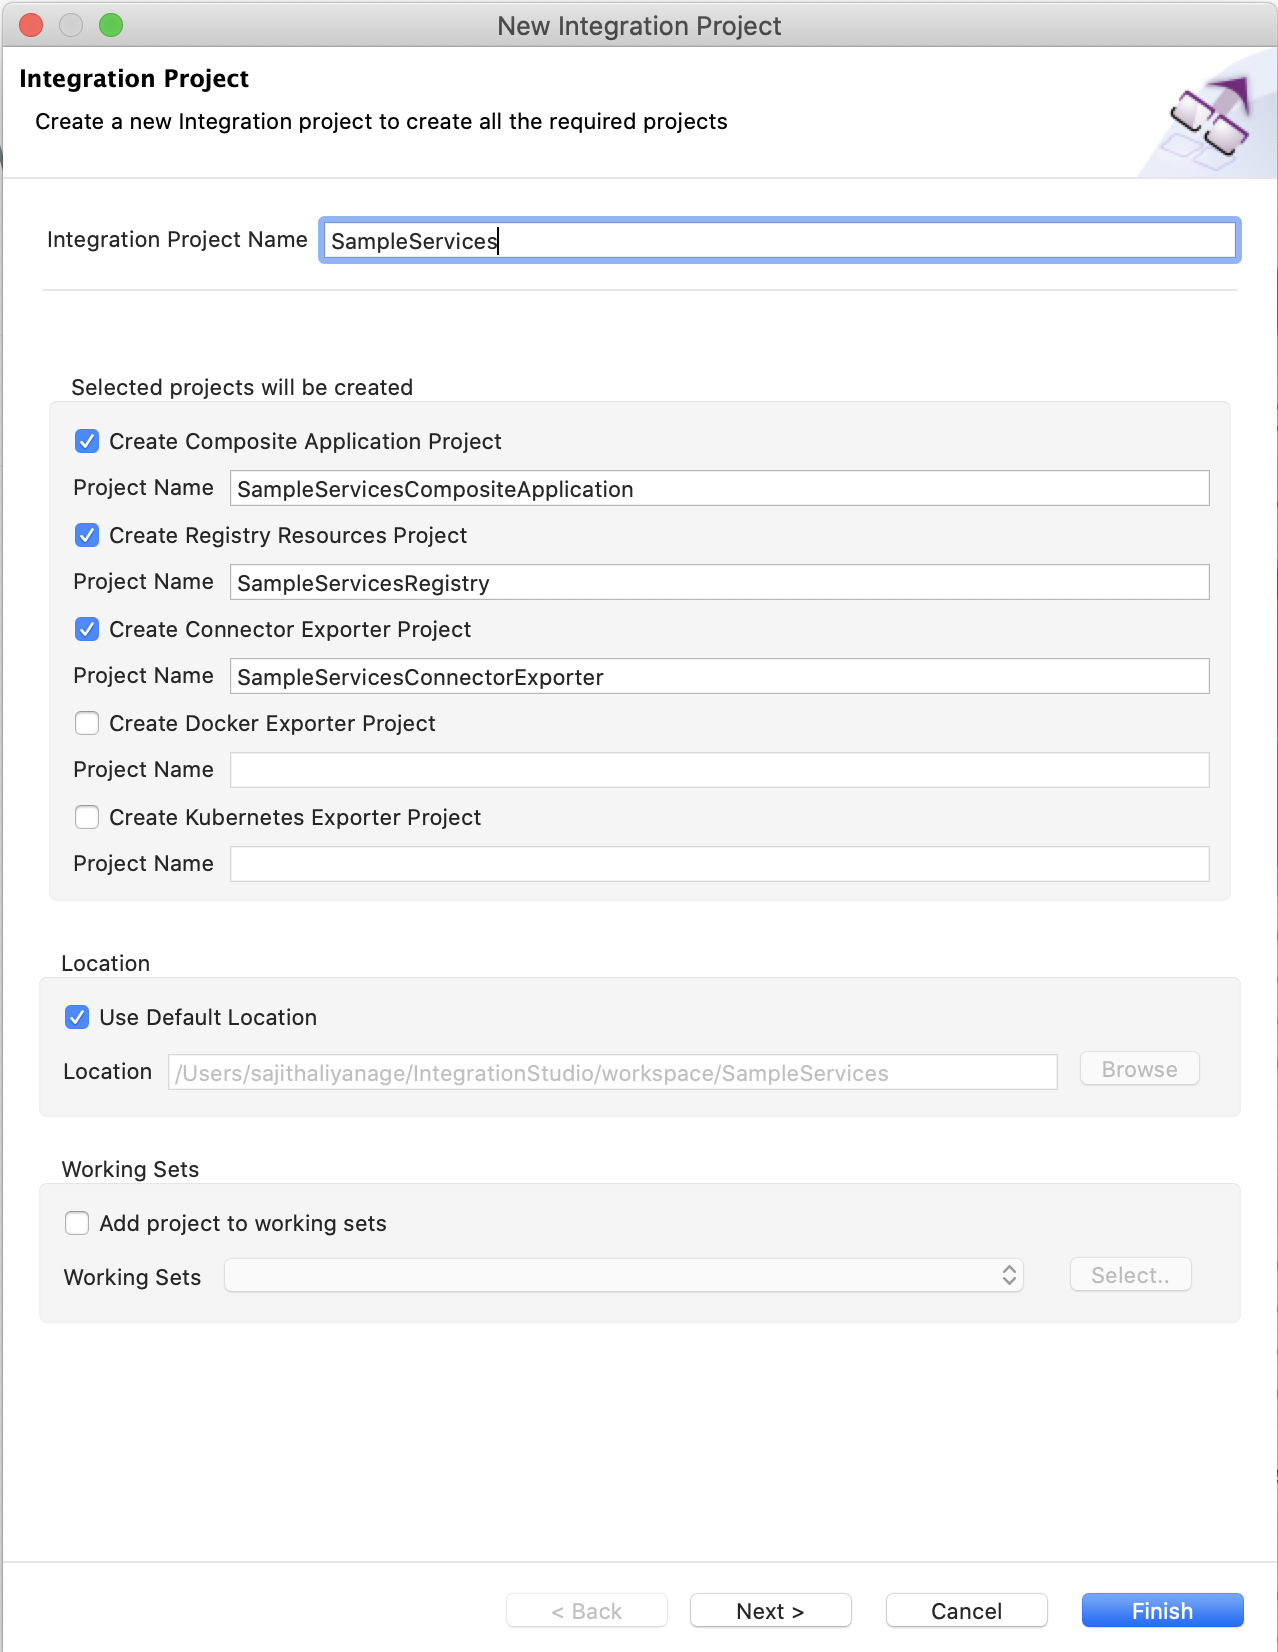 New Integration Project
Integration Project
Create a new Integration project to create all the required projects
Integration Project Name SampleServices
Selected projects will be created
Create Composite Application Project
Project Name SampleServicesCompositeApplication
Create Registry Resources Project
Project Name SampleServicesRegistry
Create Connector Exporter Project
Project Name SampleServicesConnectorExporter
Create Docker Exporter Project
Project Name
Create Kubernetes Exporter Project
Project Name
Location
Use Default Location
Location /Users/sajithaliyanage/IntegrationStudio/workspace/SampleServices Browse
Working Sets
Add project to working sets
Working Sets Select..
< Back Next > Cancel Finish